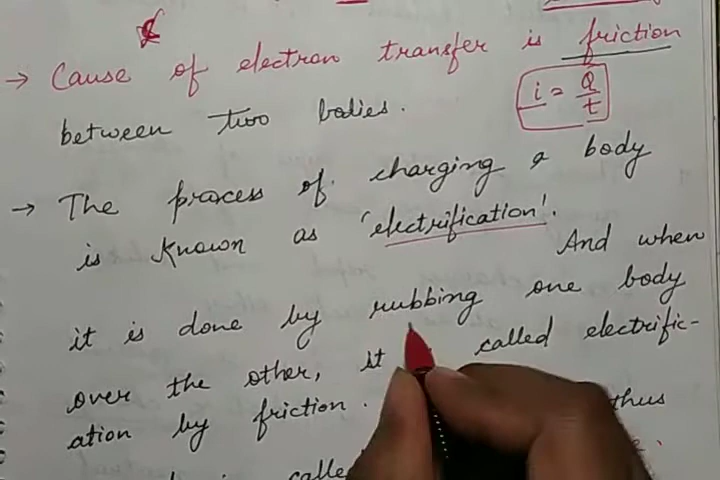 → Cause of electron transfer is friction
between two bodies.
i = Q/t
→ The process of charging a body
is known as 'electrification'.
And when
it is done by rubbing one body
over the other, it called electrific-
ation by friction. thus
called